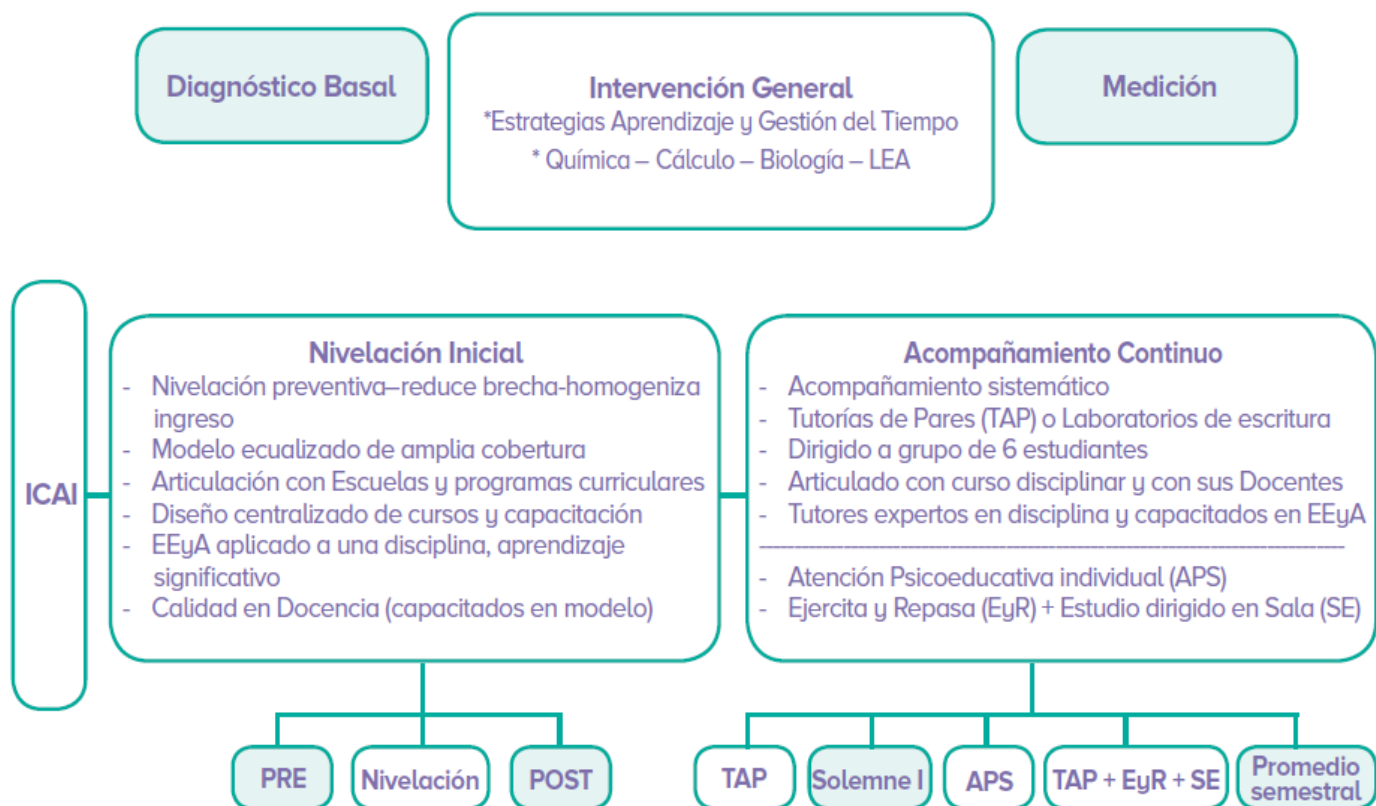 Diagnóstico Basal
Intervención General
*Estrategias Aprendizaje y Gestión del Tiempo
* Química – Cálculo – Biología – LEA
Medición
ICAI
Nivelación Inicial
- Nivelación preventiva–reduce brecha-homogeniza
ingreso
- Modelo ecualizado de amplia cobertura
- Articulación con Escuelas y programas curriculares
- Diseño centralizado de cursos y capacitación
- EEyA aplicado a una disciplina, aprendizaje
significativo
- Calidad en Docencia (capacitados en modelo)
Acompañamiento Continuo
- Acompañamiento sistemático
- Tutorías de Pares (TAP) o Laboratorios de escritura
- Dirigido a grupo de 6 estudiantes
- Articulado con curso disciplinar y con sus Docentes
- Tutores expertos en disciplina y capacitados en EEyA
- Atención Psicoeducativa individual (APS)
- Ejercita y Repasa (EyR) + Estudio dirigido en Sala (SE)
PRE
Nivelación
POST
TAP
Solemne I
APS
TAP + EyR + SE
Promedio
semestral